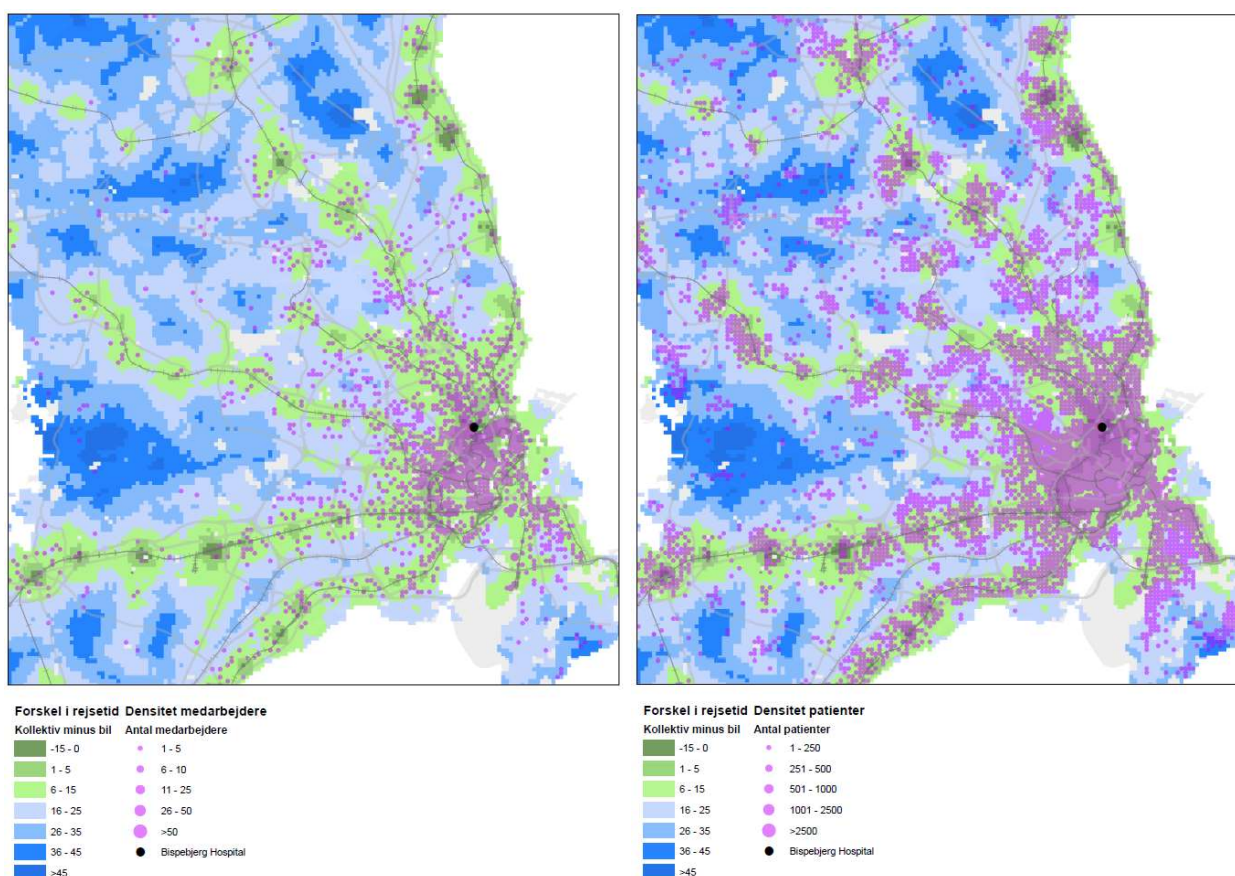 Forskel i rejsetid Densitet medarbejdere
Kollektiv minus bil Antal medarbejdere
-15 - 0 1 - 5
1 - 5 6 - 10
6 - 15 11 - 25
16 - 25 26 - 50
26 - 35 >50
36 - 45 Bispebjerg Hospital
>45
Forskel i rejsetid Densitet patienter
Kollektiv minus bil Antal patienter
-15 - 0 1 - 250
1 - 5 251 - 500
6 - 15 501 - 1000
16 - 25 1001 - 2500
26 - 35 >2500
36 - 45 Bispebjerg Hospital
>45